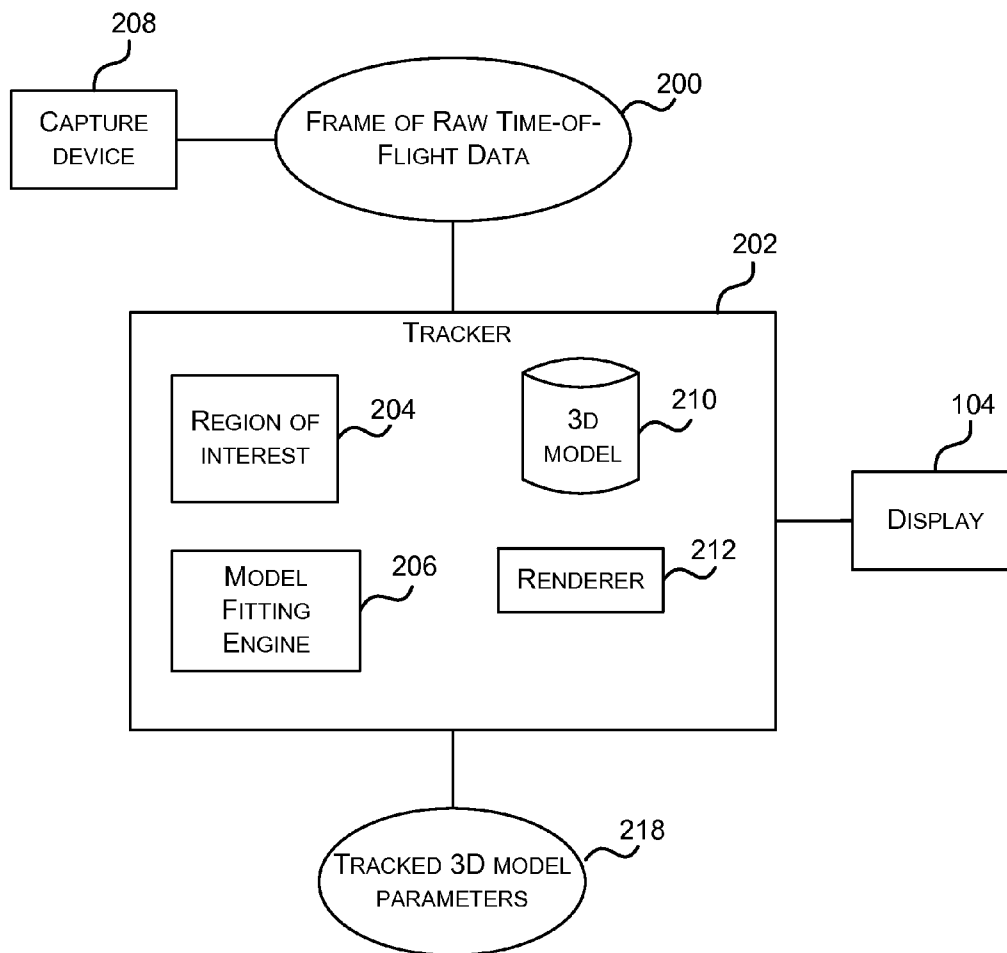 208
200
CAPTURE
DEVICE
FRAME OF RAW TIME-OF-
FLIGHT DATA
202
TRACKER
REGION OF
INTEREST
204
3D
MODEL
210
104
DISPLAY
MODEL
FITTING
ENGINE
206
RENDERER
212
TRACKED 3D MODEL
PARAMETERS
218